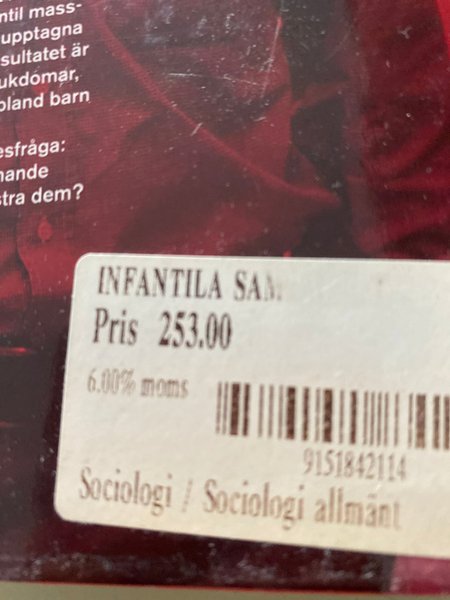 ntil mass-
upptagna
sultatet är
ukdomar,
bland barn
esfråga:
nande
tra dem?
INFANTILA SAM
Pris 253.00
6.00% moms
9151842114
Sociologi / Sociologi allmänt